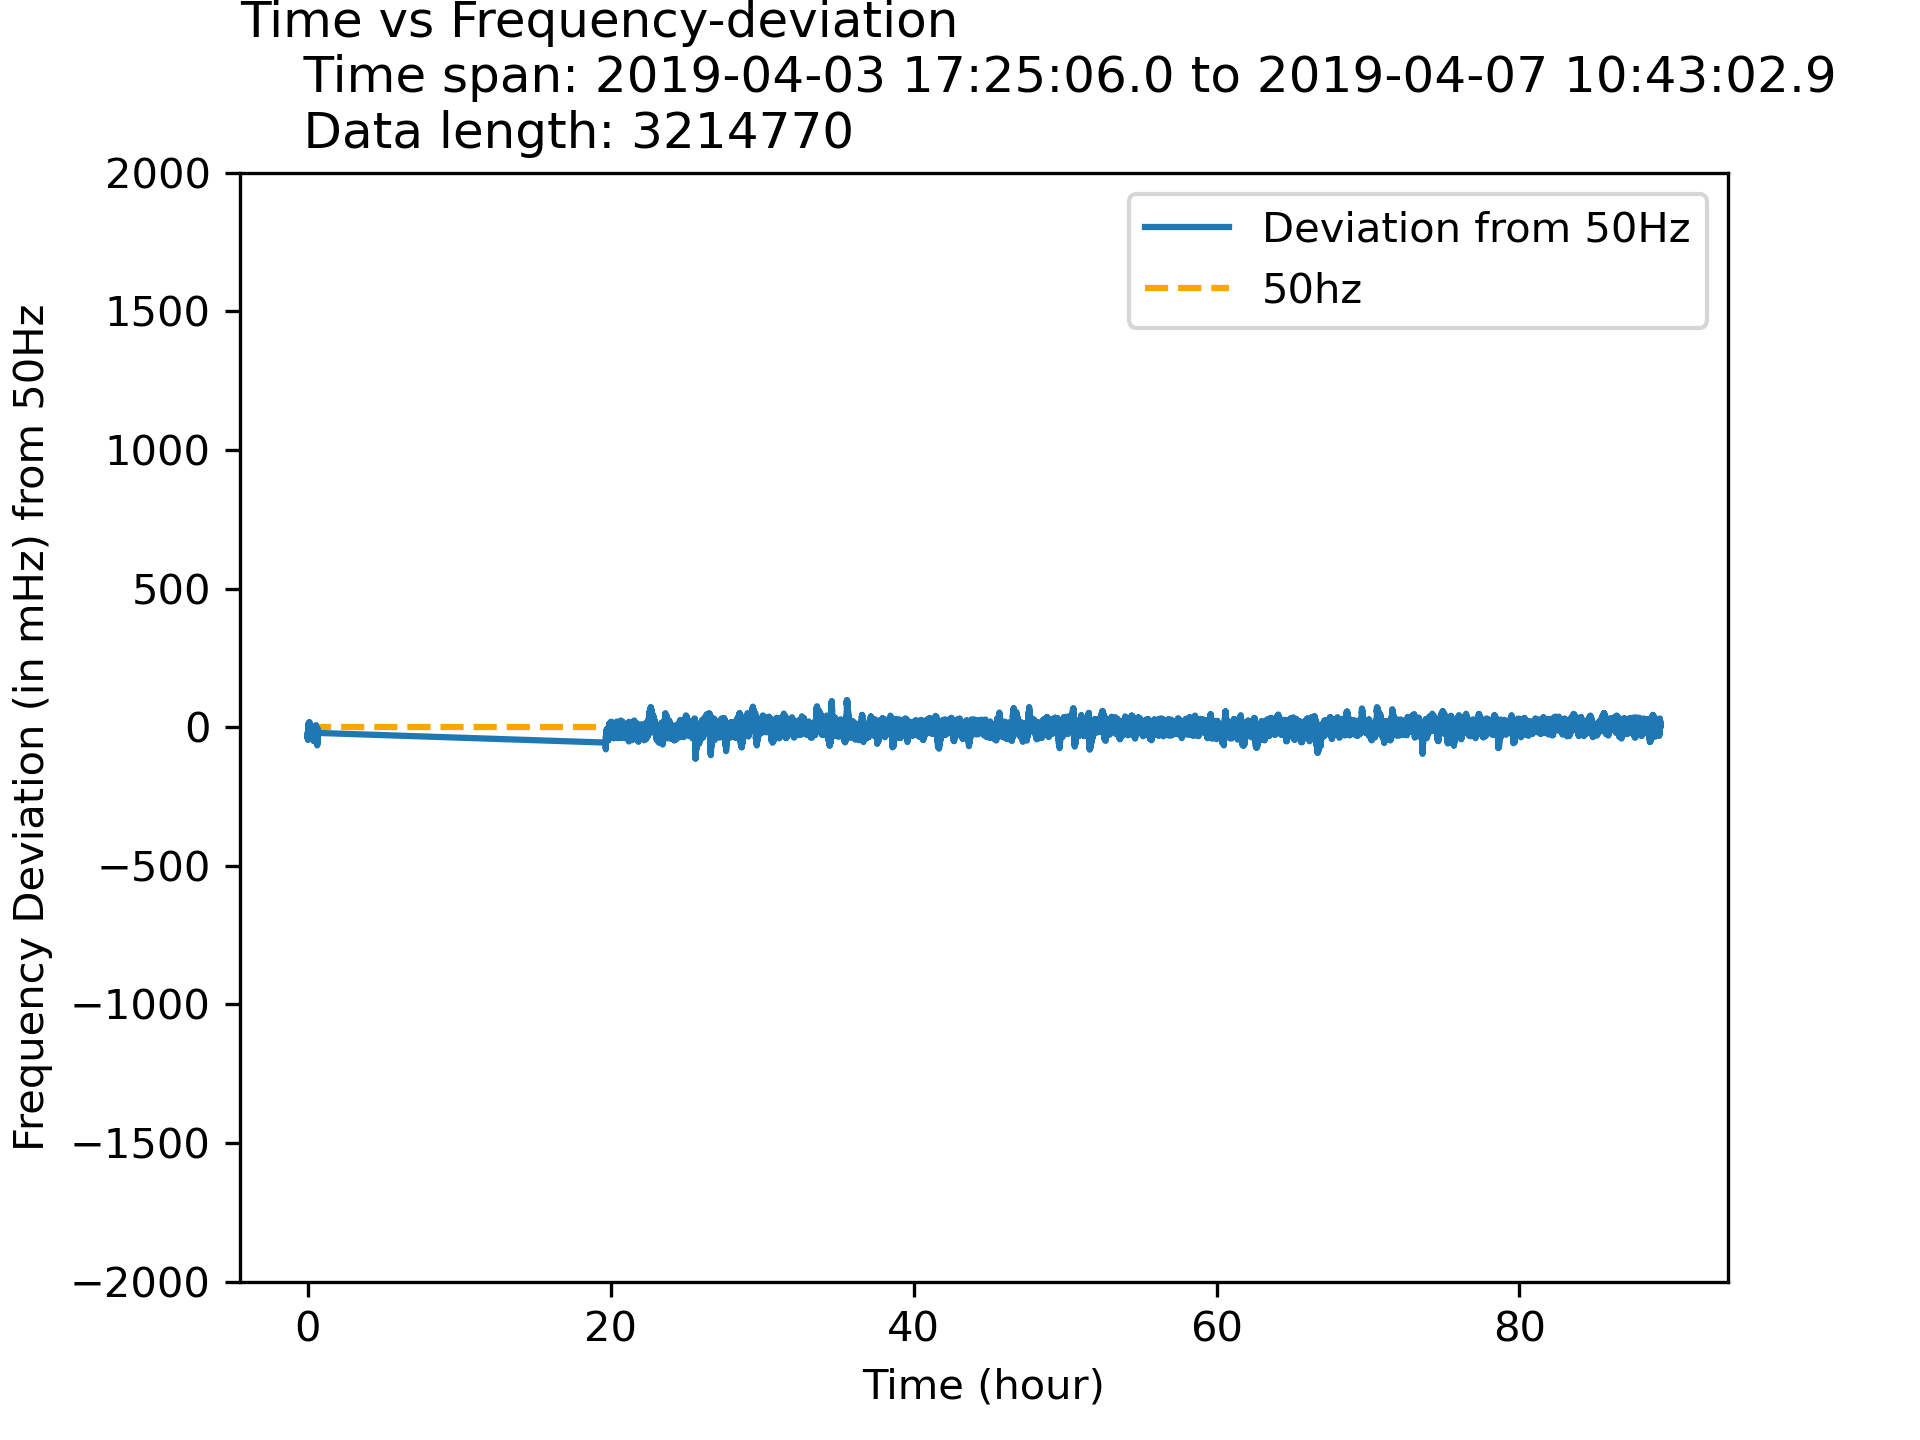 Time vs Frequency-deviation
Time span: 2019-04-03 17:25:06.0 to 2019-04-07 10:43:02.9
Data length: 3214770
2000
1500
1000
500
0
−500
−1000
−1500
−2000
Frequency Deviation (in mHz) from 50Hz
Deviation from 50Hz
50hz
0 20 40 60 80
Time (hour)